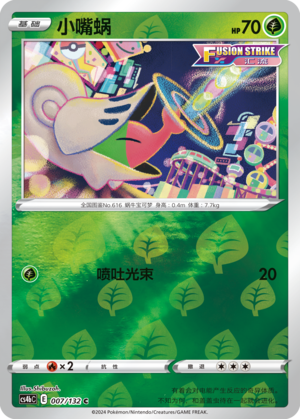 基础
小嘴蜗
HP70
FUSION STRIKE
全国图鉴No.616 蜗牛宝可梦 身高：0.4m 体重：7.7kg
喷吐光束 20
弱点 ×2 抗性 撤退
Illus.Shibuzoh.
CS4bC E 007/132 C
©2024 Pokémon/Nintendo/Creatures/GAME FREAK.